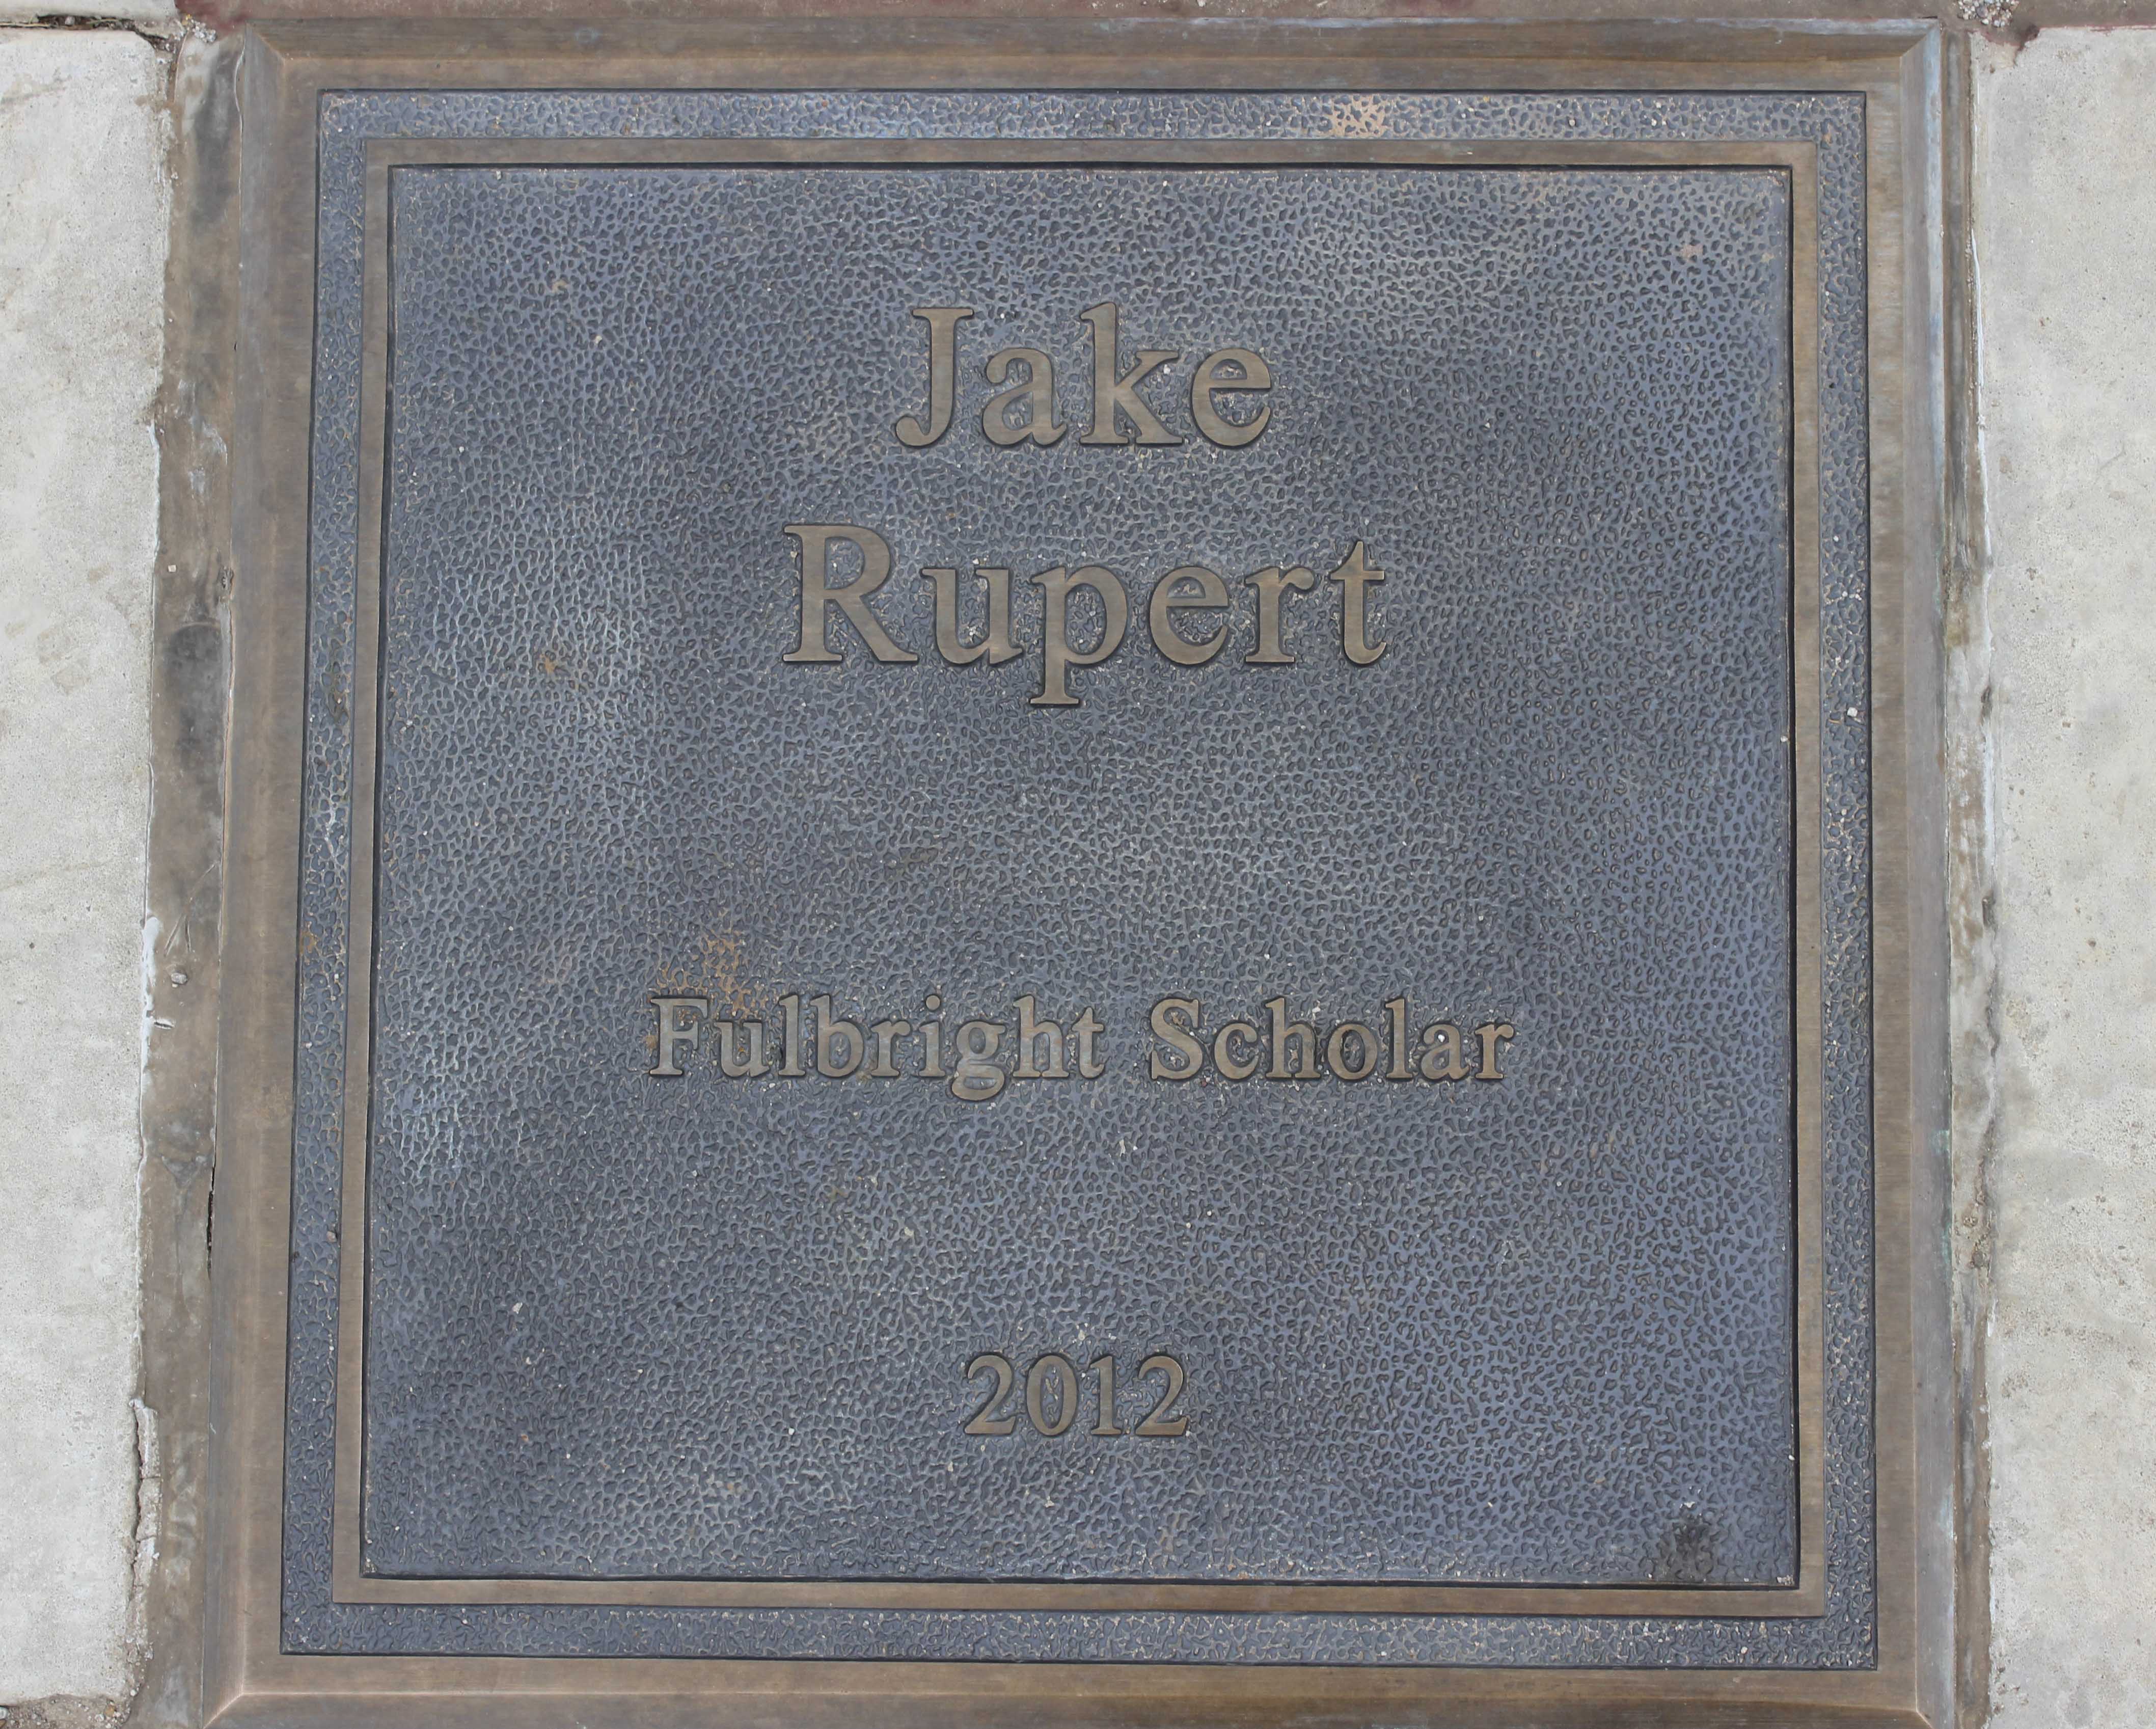 Jake
Rupert
Fulbright Scholar
2012